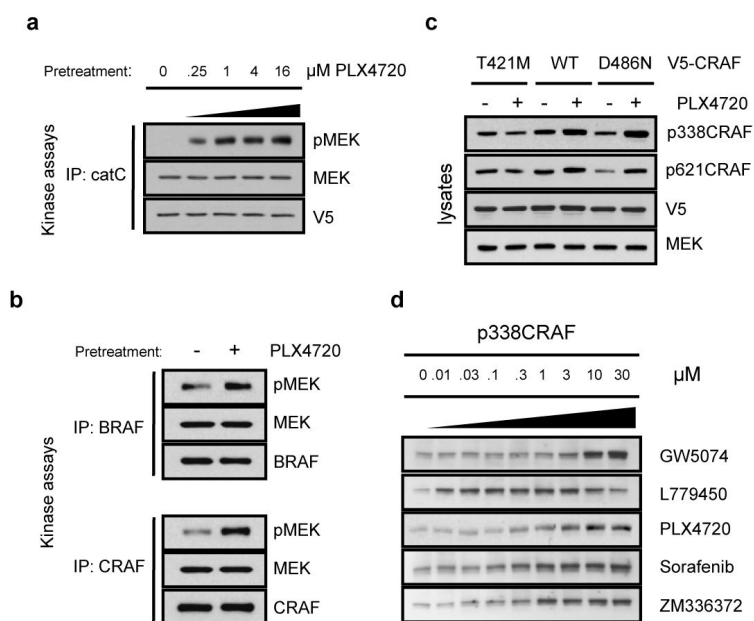 a
Pretreatment: 0 .25 1 4 16 µM PLX4720
Kinase assays
IP: catC
pMEK
MEK
V5
b
Pretreatment: - + PLX4720
Kinase assays
IP: BRAF
pMEK
MEK
BRAF
IP: CRAF
pMEK
MEK
CRAF
c
T421M WT D486N V5-CRAF
- + - + - + PLX4720
lysates
p338CRAF
p621CRAF
V5
MEK
d
p338CRAF
0 .01 .03 .1 .3 1 3 10 30 µM
GW5074
L779450
PLX4720
Sorafenib
ZM336372